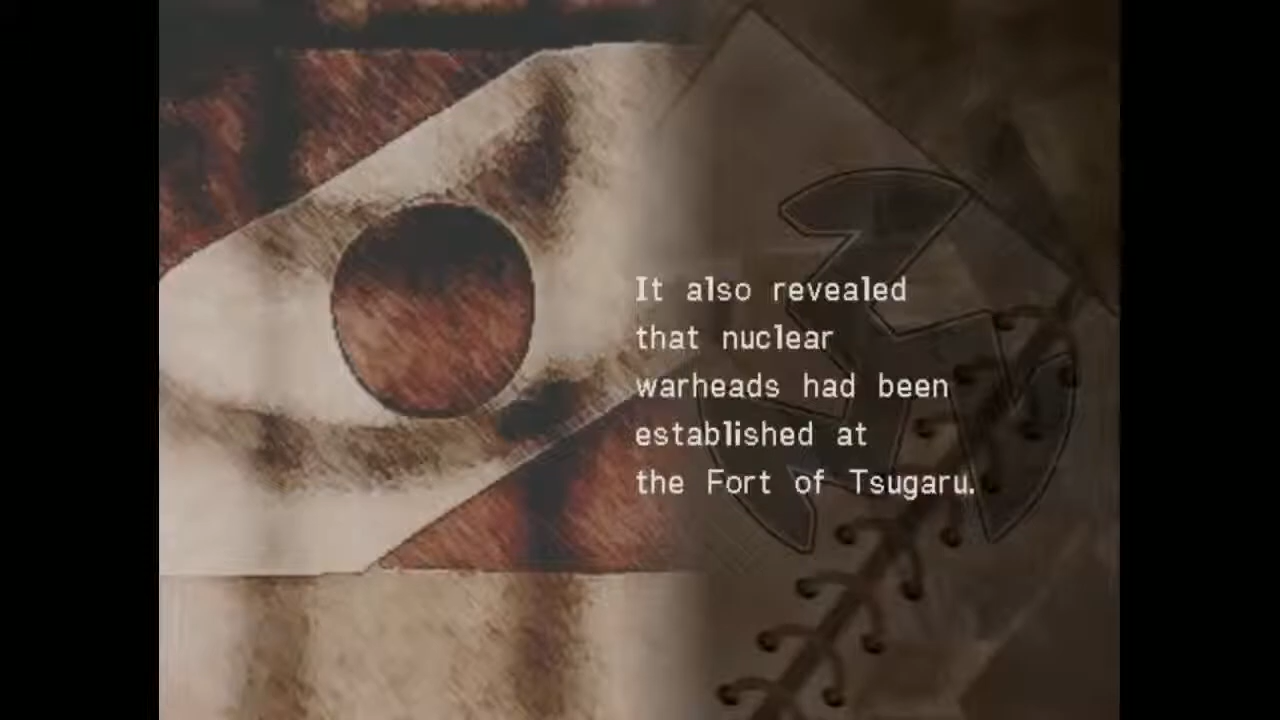 It also revealed
that nuclear
warheads had been
established at
the Fort of Tsugaru.